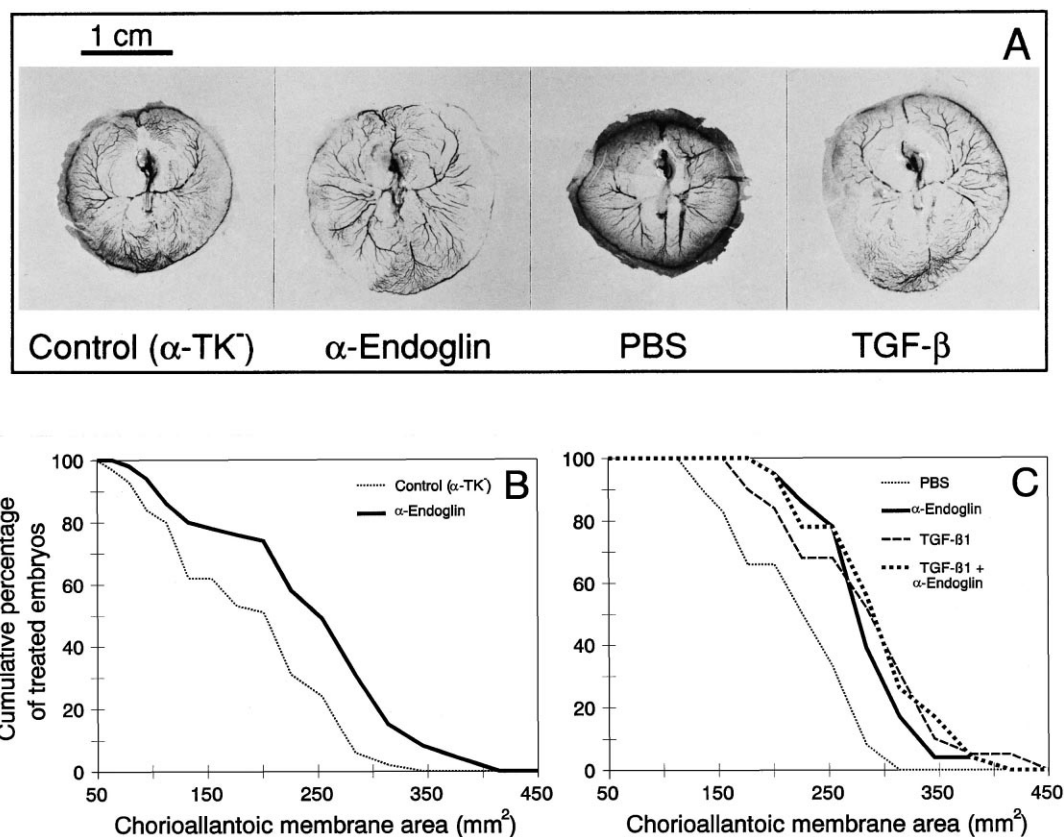 1 cm
A
Control (α-TK⁻)
α-Endoglin
PBS
TGF-β
B
Control (α-TK⁻)
α-Endoglin
Cumulative percentage
of treated embryos
100
80
60
40
20
0
50
150
250
350
450
Chorioallantoic membrane area (mm²)
C
PBS
α-Endoglin
TGF-ß1
TGF-ß1 +
α-Endoglin
100
80
60
40
20
0
50
150
250
350
450
Chorioallantoic membrane area (mm²)